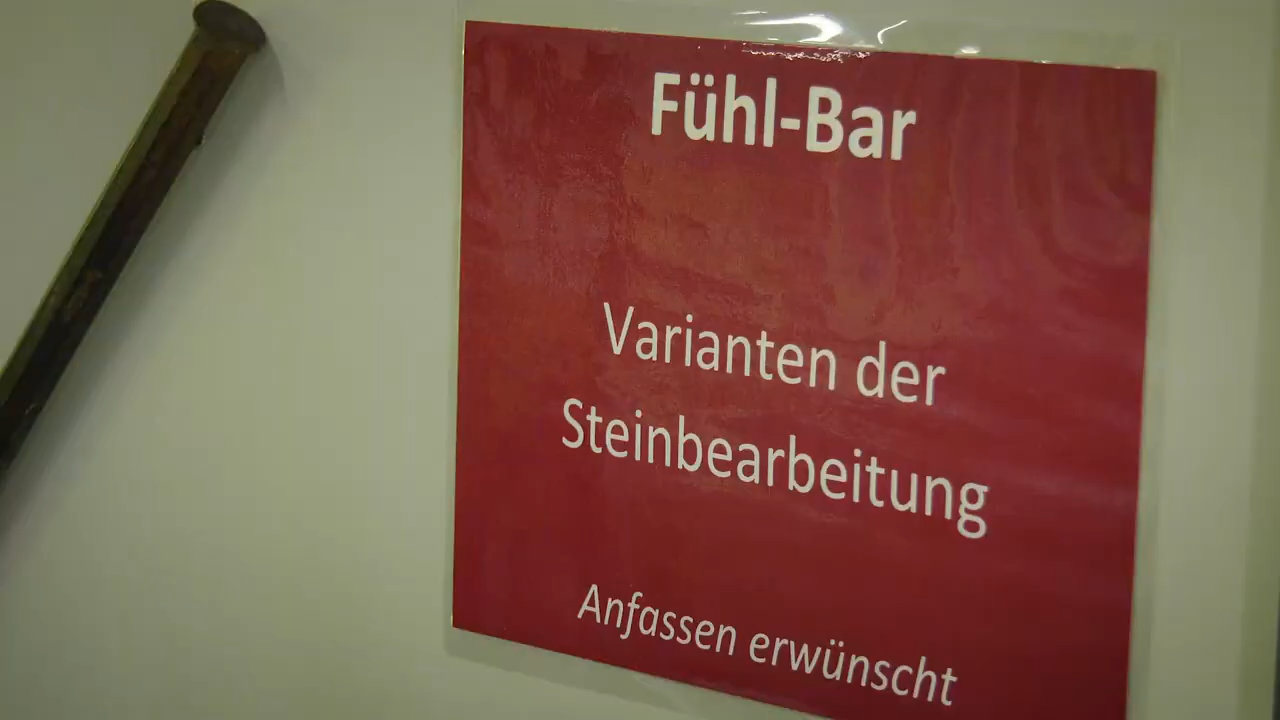 Fühl-Bar
Varianten der
Steinbearbeitung
Anfassen erwünscht